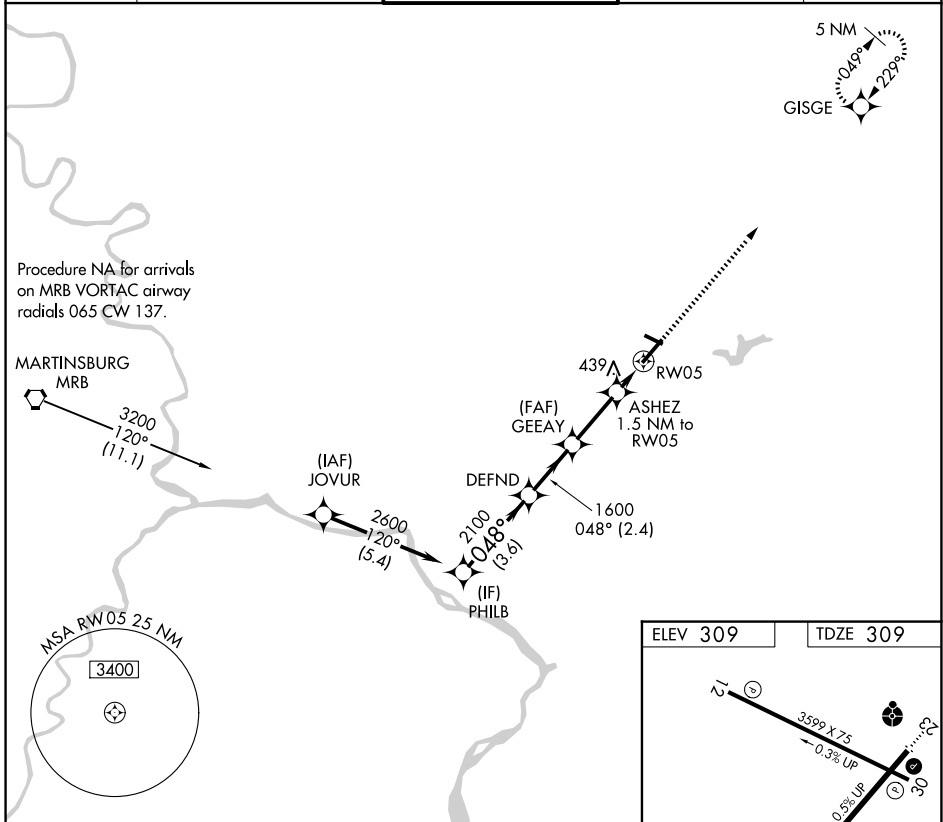 5 NM
049°
229°
GISGE
Procedure NA for arrivals
on MRB VORTAC airway
radials 065 CW 137.
MARTINSBURG
MRB
3200
120°
(11.1)
439
RW05
ASHEZ
1.5 NM to
RW05
(FAF)
GEEAY
(IAF)
JOVUR
DEFND
1600
048° (2.4)
2600
120°
(5.4)
2100
048°
(3.6)
(IF)
PHILB
MSA RW05 25 NM
3400
ELEV 309
TDZE 309
12
P
3599 X 75
0.3% UP
23
P
P
30
0.5% UP